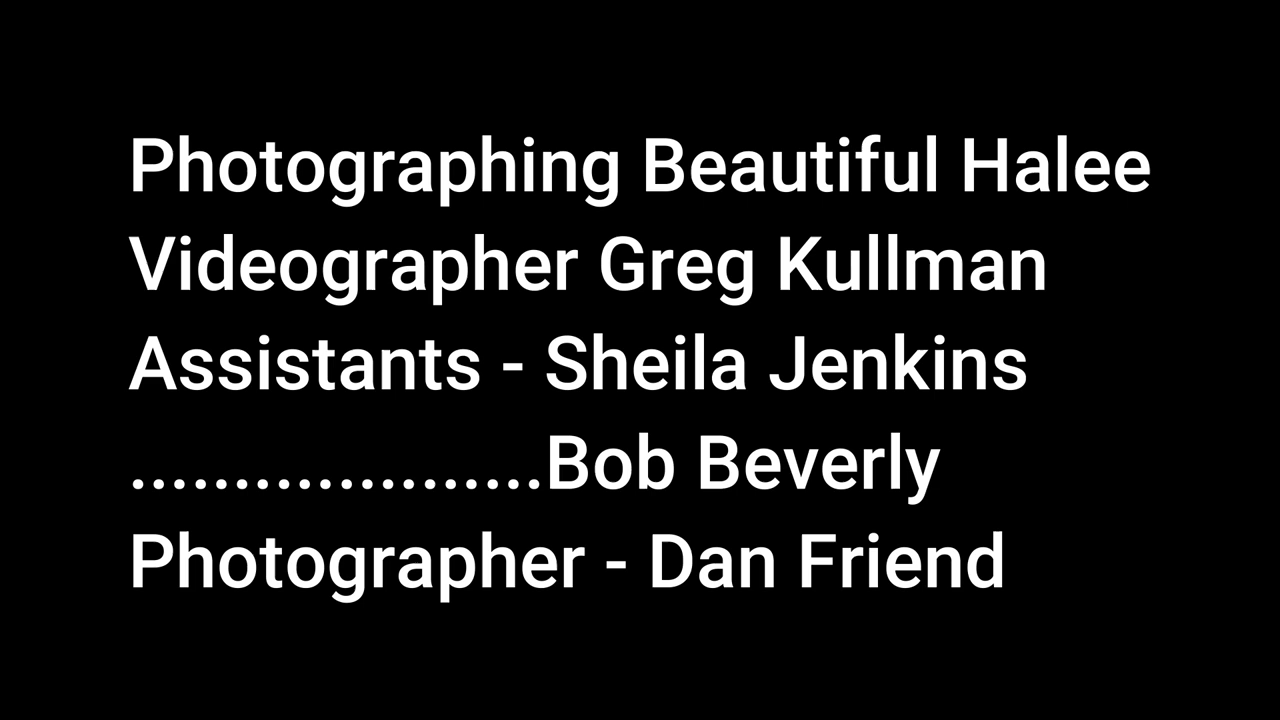 Photographing Beautiful Halee
Videographer Greg Kullman
Assistants - Sheila Jenkins
....................Bob Beverly
Photographer - Dan Friend